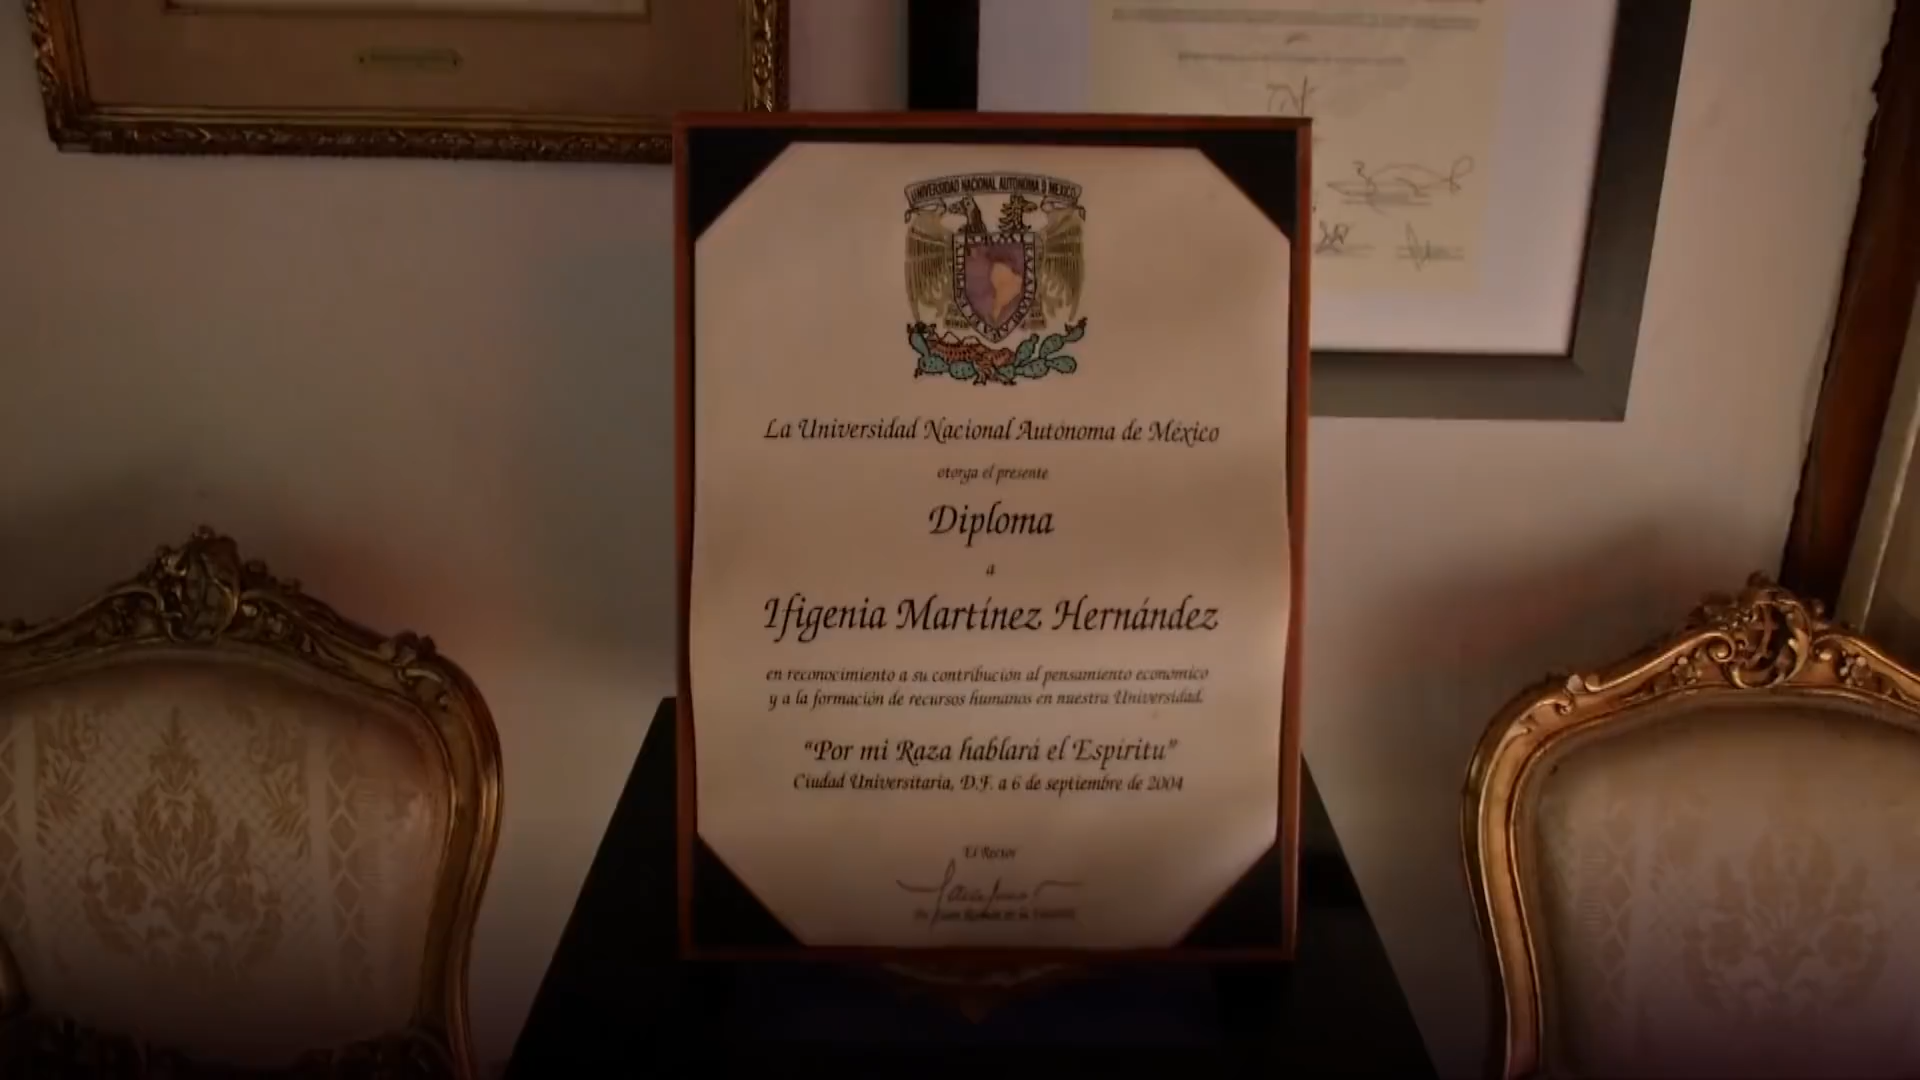 UNIVERSIDAD NACIONAL AUTONOMA D MEXICO
La Universidad Nacional Autónoma de México
otorga el presente
Diploma
a
Ifigenia Martínez Hernández
en reconocimiento a su contribución al pensamiento económico
y a la formación de recursos humanos en nuestra Universidad.
"Por mi Raza hablará el Espíritu"
Ciudad Universitaria, D.F. a 6 de septiembre de 2004
El Rector